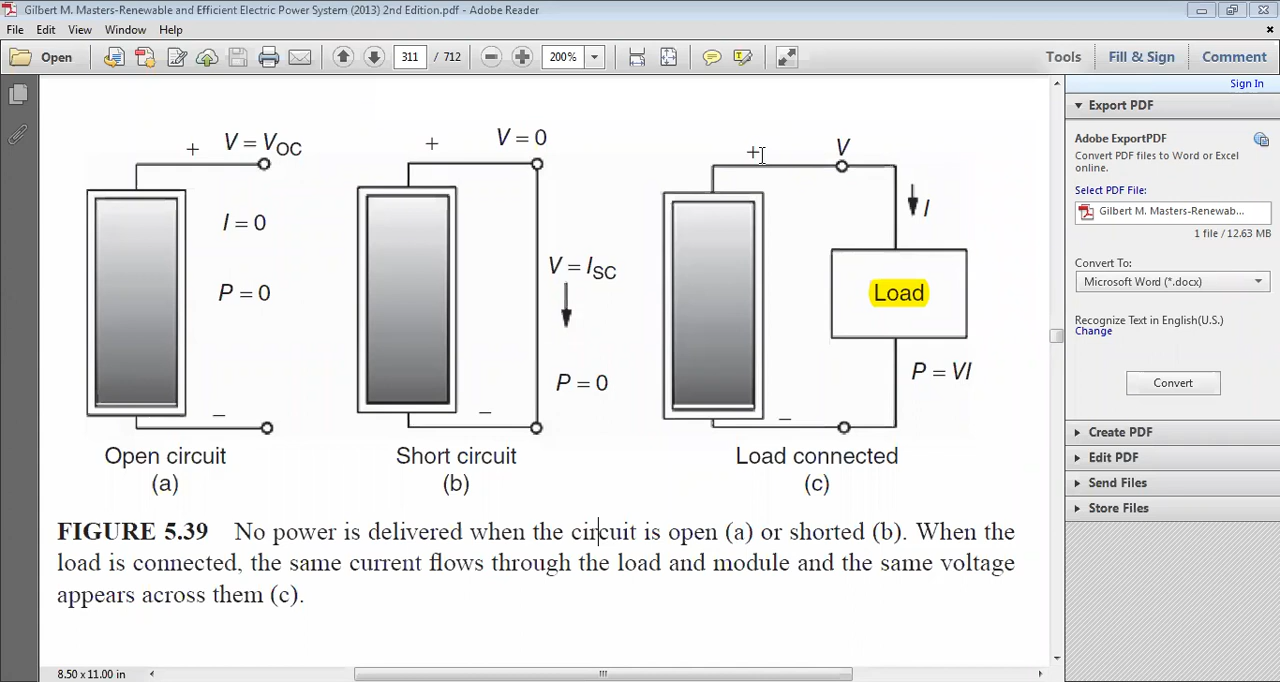 Gilbert M. Masters-Renewable and Efficient Electric Power System (2013) 2nd Edition.pdf - Adobe Reader
File Edit View Window Help
Open 311 / 712 200% Tools Fill & Sign Comment
Sign In
Export PDF
Adobe ExportPDF
Convert PDF files to Word or Excel
online.
Select PDF File:
Gilbert M. Masters-Renewab...
1 file / 12.63 MB
Convert To:
Microsoft Word (*.docx)
Recognize Text in English(U.S.)
Change
Convert
Create PDF
Edit PDF
Send Files
Store Files
+ V = VOC
I = 0
P = 0
−
Open circuit
(a)
+ V = 0
V = ISC
P = 0
−
Short circuit
(b)
+ V
I
Load
P = VI
−
Load connected
(c)
FIGURE 5.39 No power is delivered when the circuit is open (a) or shorted (b). When the
load is connected, the same current flows through the load and module and the same voltage
appears across them (c).
8.50 x 11.00 in